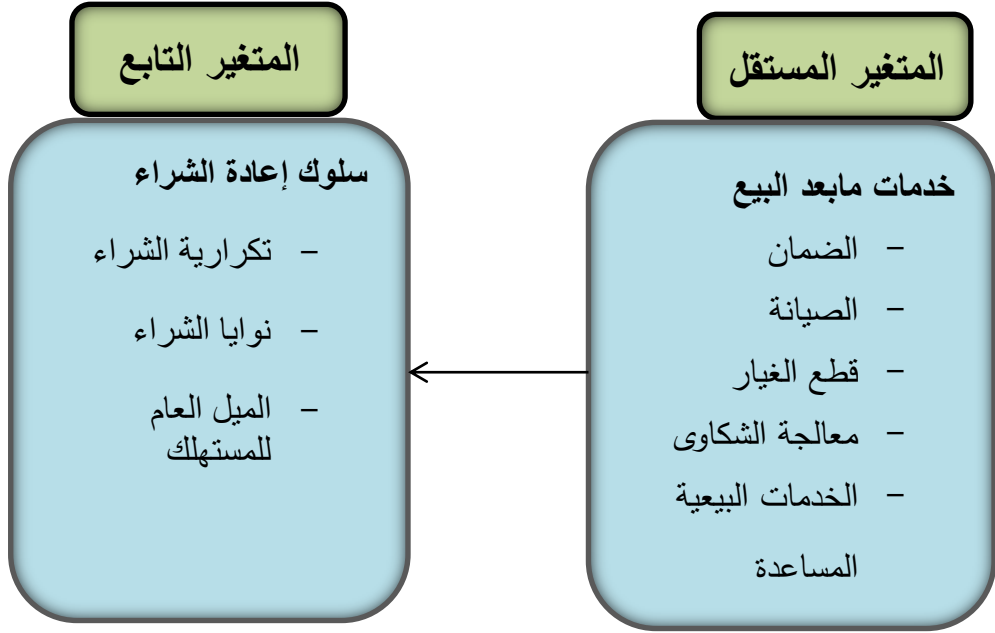 المتغير المستقل
خدمات مابعد البيع
- الضمان
- الصيانة
- قطع الغيار
- معالجة الشكاوى
- الخدمات البيعية
المساعدة
المتغير التابع
سلوك إعادة الشراء
- تكرارية الشراء
- نوايا الشراء
- الميل العام
للمستهلك